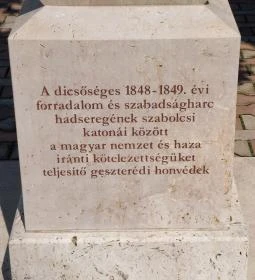 A dicsőséges 1848-1849. évi
forradalom és szabadságharc
hadseregének szabolcsi
katonái között
a magyar nemzet és haza
iránti kötelezettségüket
teljesítő geszterédi honvédek